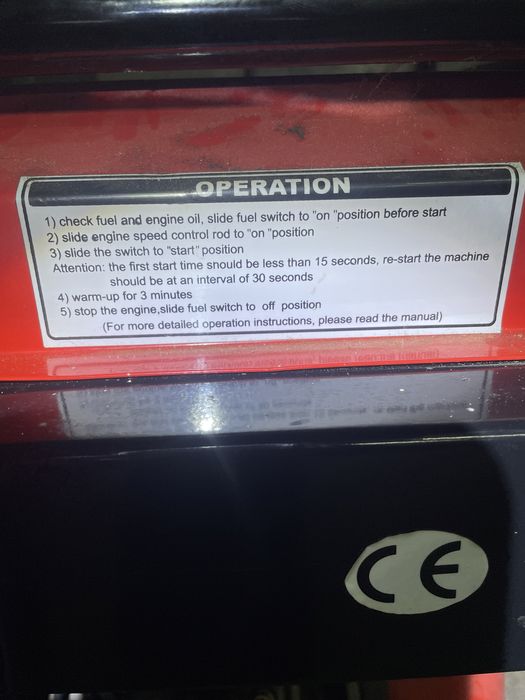 OPERATION
1) check fuel and engine oil, slide fuel switch to "on "position before start
2) slide engine speed control rod to "on "position
3) slide the switch to "start" position
Attention: the first start time snould be less than 15 seconds, re-start the machine
should be at an interval of 30 seconds
4) warm-up for 3 minutes
5) stop the engine,slide fuel switch to off position
(For more detailed operation instructions, please read the manual)
CE